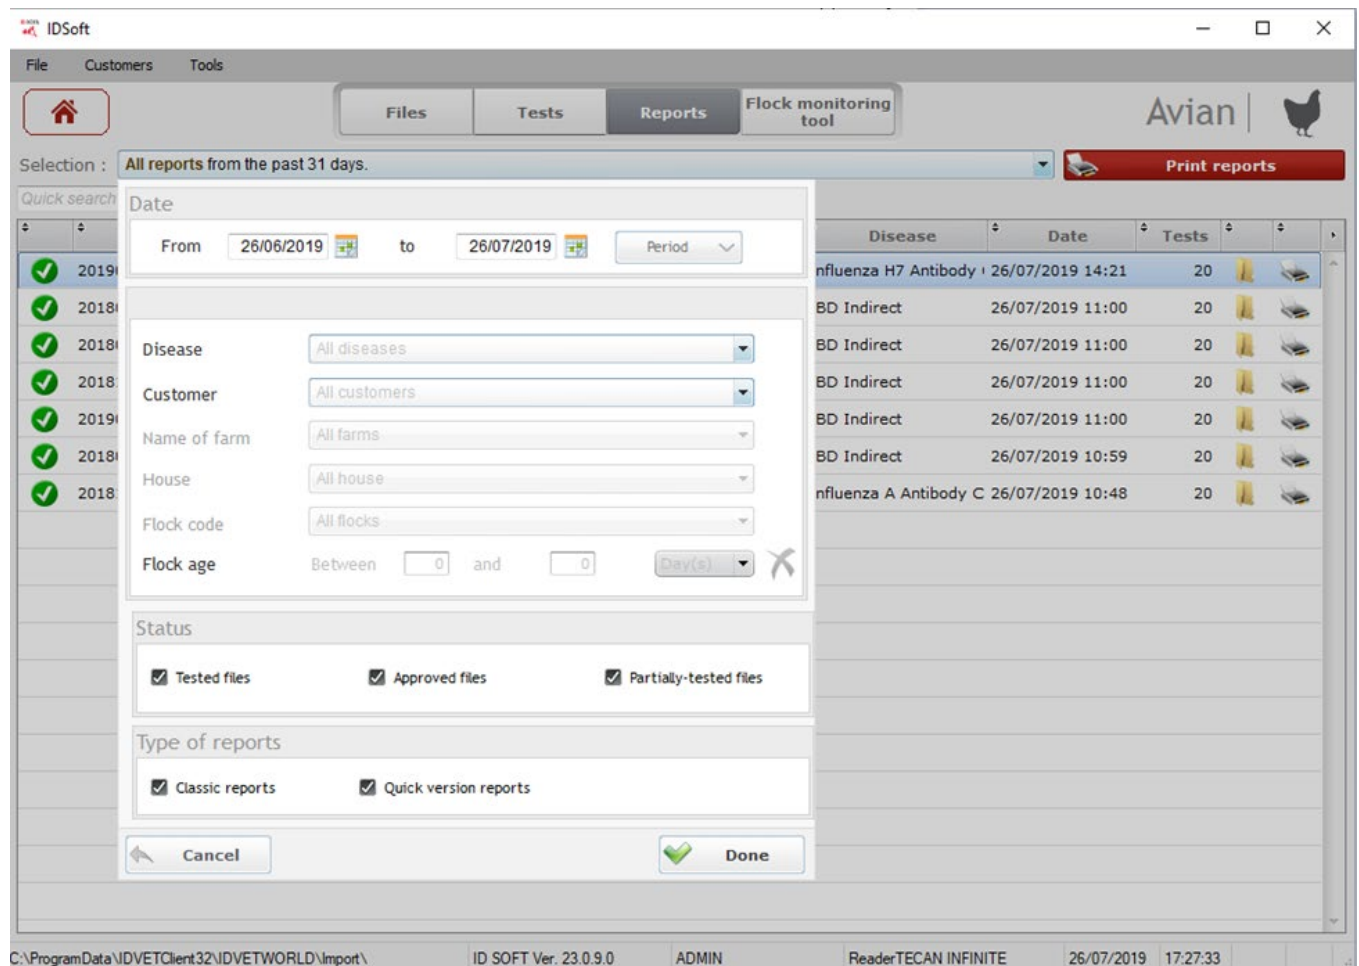 IDSoft
File Customers Tools
Files Tests Reports Flock monitoring tool
Avian
Selection : All reports from the past 31 days. Print reports
Quick search
Date
From 26/06/2019 to 26/07/2019 Period
Disease Date Tests
Influenza H7 Antibody 26/07/2019 14:21 20
BD Indirect 26/07/2019 11:00 20
BD Indirect 26/07/2019 11:00 20
BD Indirect 26/07/2019 11:00 20
BD Indirect 26/07/2019 11:00 20
BD Indirect 26/07/2019 10:59 20
nfluenza A Antibody C 26/07/2019 10:48 20
2019
2018
2018
2018
2019
2018
2018
Disease All diseases
Customer All customers
Name of farm All farms
House All house
Flock code All flocks
Flock age Between 0 and 0 Day(s)
Status
Tested files Approved files Partially-tested files
Type of reports
Classic reports Quick version reports
Cancel Done
C:\ProgramData\IDVETClient32\IDVETWORLD\Import\ ID SOFT Ver. 23.0.9.0 ADMIN ReaderTECAN INFINITE 26/07/2019 17:27:33